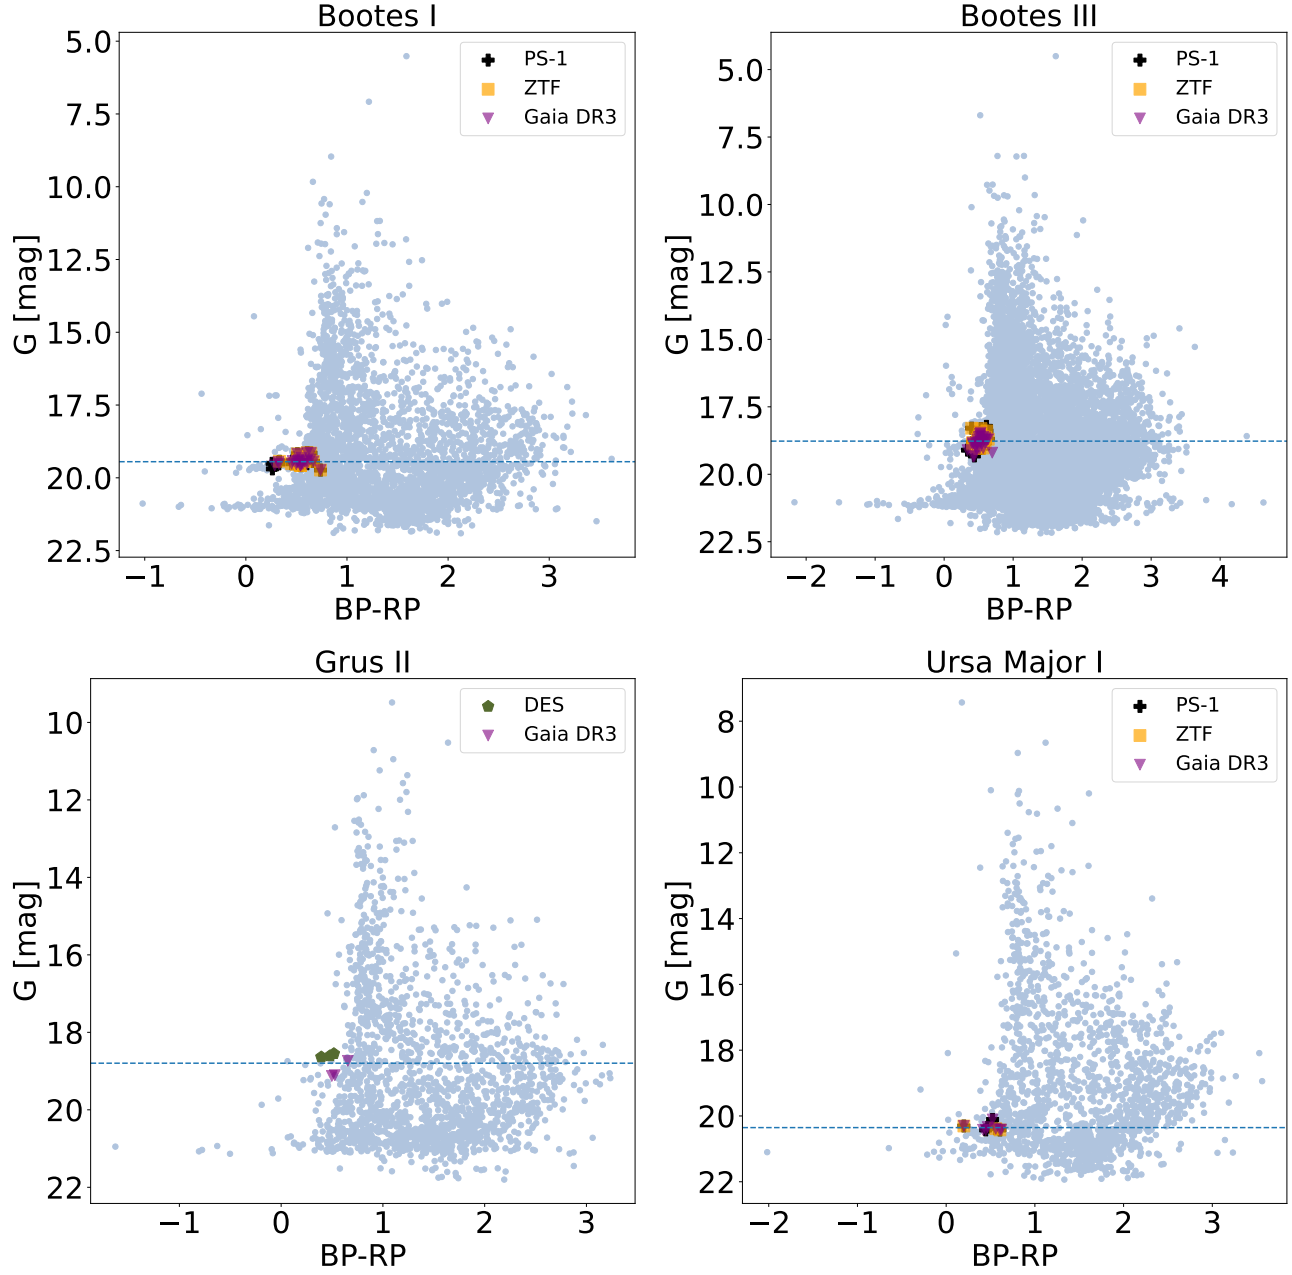 Bootes I
5.0
7.5
10.0
12.5
15.0
17.5
20.0
22.5
G [mag]
PS-1
ZTF
Gaia DR3
−1 0 1 2 3
BP-RP
Bootes III
5.0
7.5
10.0
12.5
15.0
17.5
20.0
22.5
G [mag]
PS-1
ZTF
Gaia DR3
−2 −1 0 1 2 3 4
BP-RP
Grus II
10
12
14
16
18
20
22
G [mag]
DES
Gaia DR3
−1 0 1 2 3
BP-RP
Ursa Major I
8
10
12
14
16
18
20
22
G [mag]
PS-1
ZTF
Gaia DR3
−2 −1 0 1 2 3
BP-RP